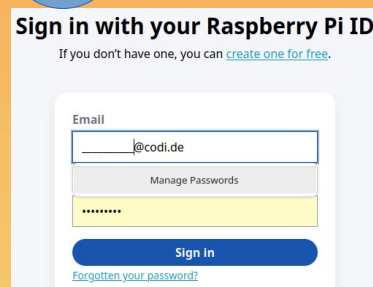 Sign in with your Raspberry Pi ID
If you don't have one, you can create one for free.
Email
__________@codi.de
Manage Passwords
•••••••••
Sign in
Forgotten your password?